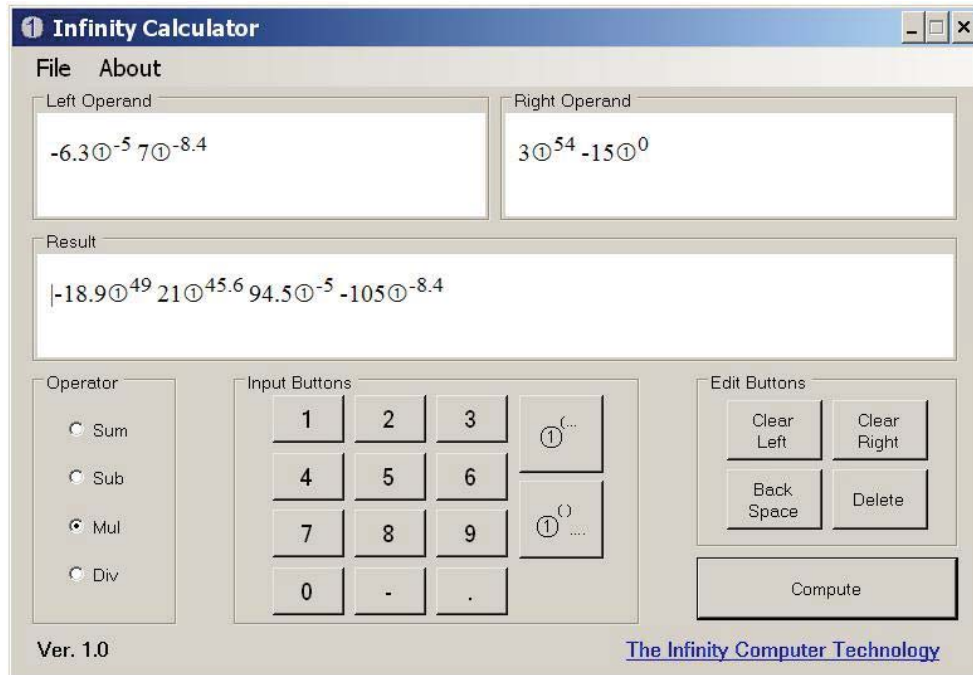 ① Infinity Calculator
File About
Left Operand
-6.3①^-5 7①^-8.4
Right Operand
3①^54 -15①^0
Result
-18.9①^49 21①^45.6 94.5①^-5 -105①^-8.4
Operator
Sum
Sub
Mul
Div
Input Buttons
1 2 3 ①^(...
4 5 6
7 8 9 ①^() ....
0 - .
Edit Buttons
Clear
Left
Clear
Right
Back
Space
Delete
Compute
Ver. 1.0
The Infinity Computer Technology